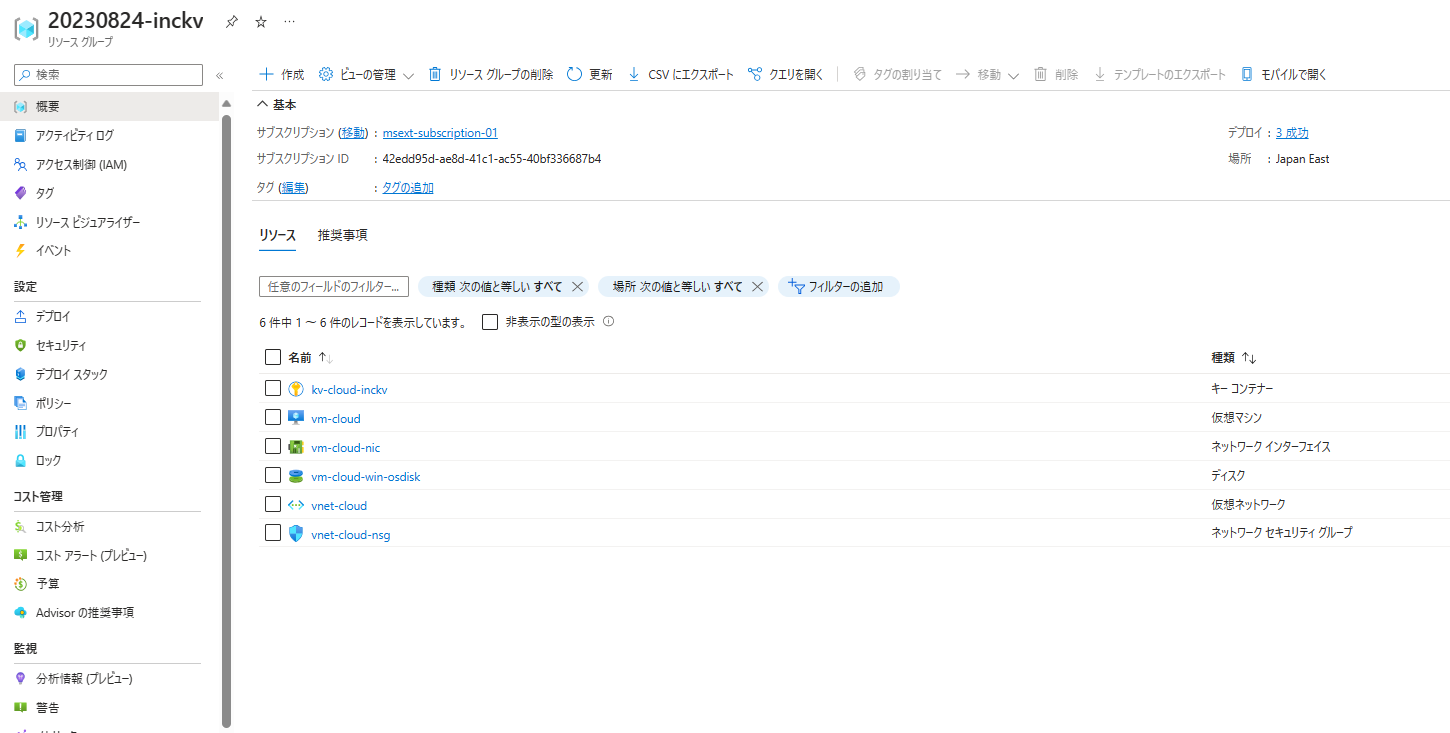 20230824-inckv
リソース グループ
検索
«
作成
ビューの管理
リソース グループの削除
更新
CSV にエクスポート
クエリを開く
タグの割り当て
移動
削除
テンプレートのエクスポート
モバイルで開く
概要
アクティビティ ログ
アクセス制御 (IAM)
タグ
リソース ビジュアライザー
イベント
設定
デプロイ
セキュリティ
デプロイ スタック
ポリシー
プロパティ
ロック
コスト管理
コスト分析
コスト アラート (プレビュー)
予算
Advisor の推奨事項
監視
分析情報 (プレビュー)
警告
基本
サブスクリプション (移動) : msext-subscription-01
デプロイ : 3 成功
サブスクリプション ID : 42edd95d-ae8d-41c1-ac55-40bf336687b4
場所 : Japan East
タグ (編集) : タグの追加
リソース 推奨事項
任意のフィールドのフィルター...
種類 次の値と等しい すべて
場所 次の値と等しい すべて
フィルターの追加
6 件中 1 ～ 6 件のレコードを表示しています。
非表示の型の表示
名前 ↑↓ 種類 ↑↓
kv-cloud-inckv キー コンテナー
vm-cloud 仮想マシン
vm-cloud-nic ネットワーク インターフェイス
vm-cloud-win-osdisk ディスク
vnet-cloud 仮想ネットワーク
vnet-cloud-nsg ネットワーク セキュリティ グループ